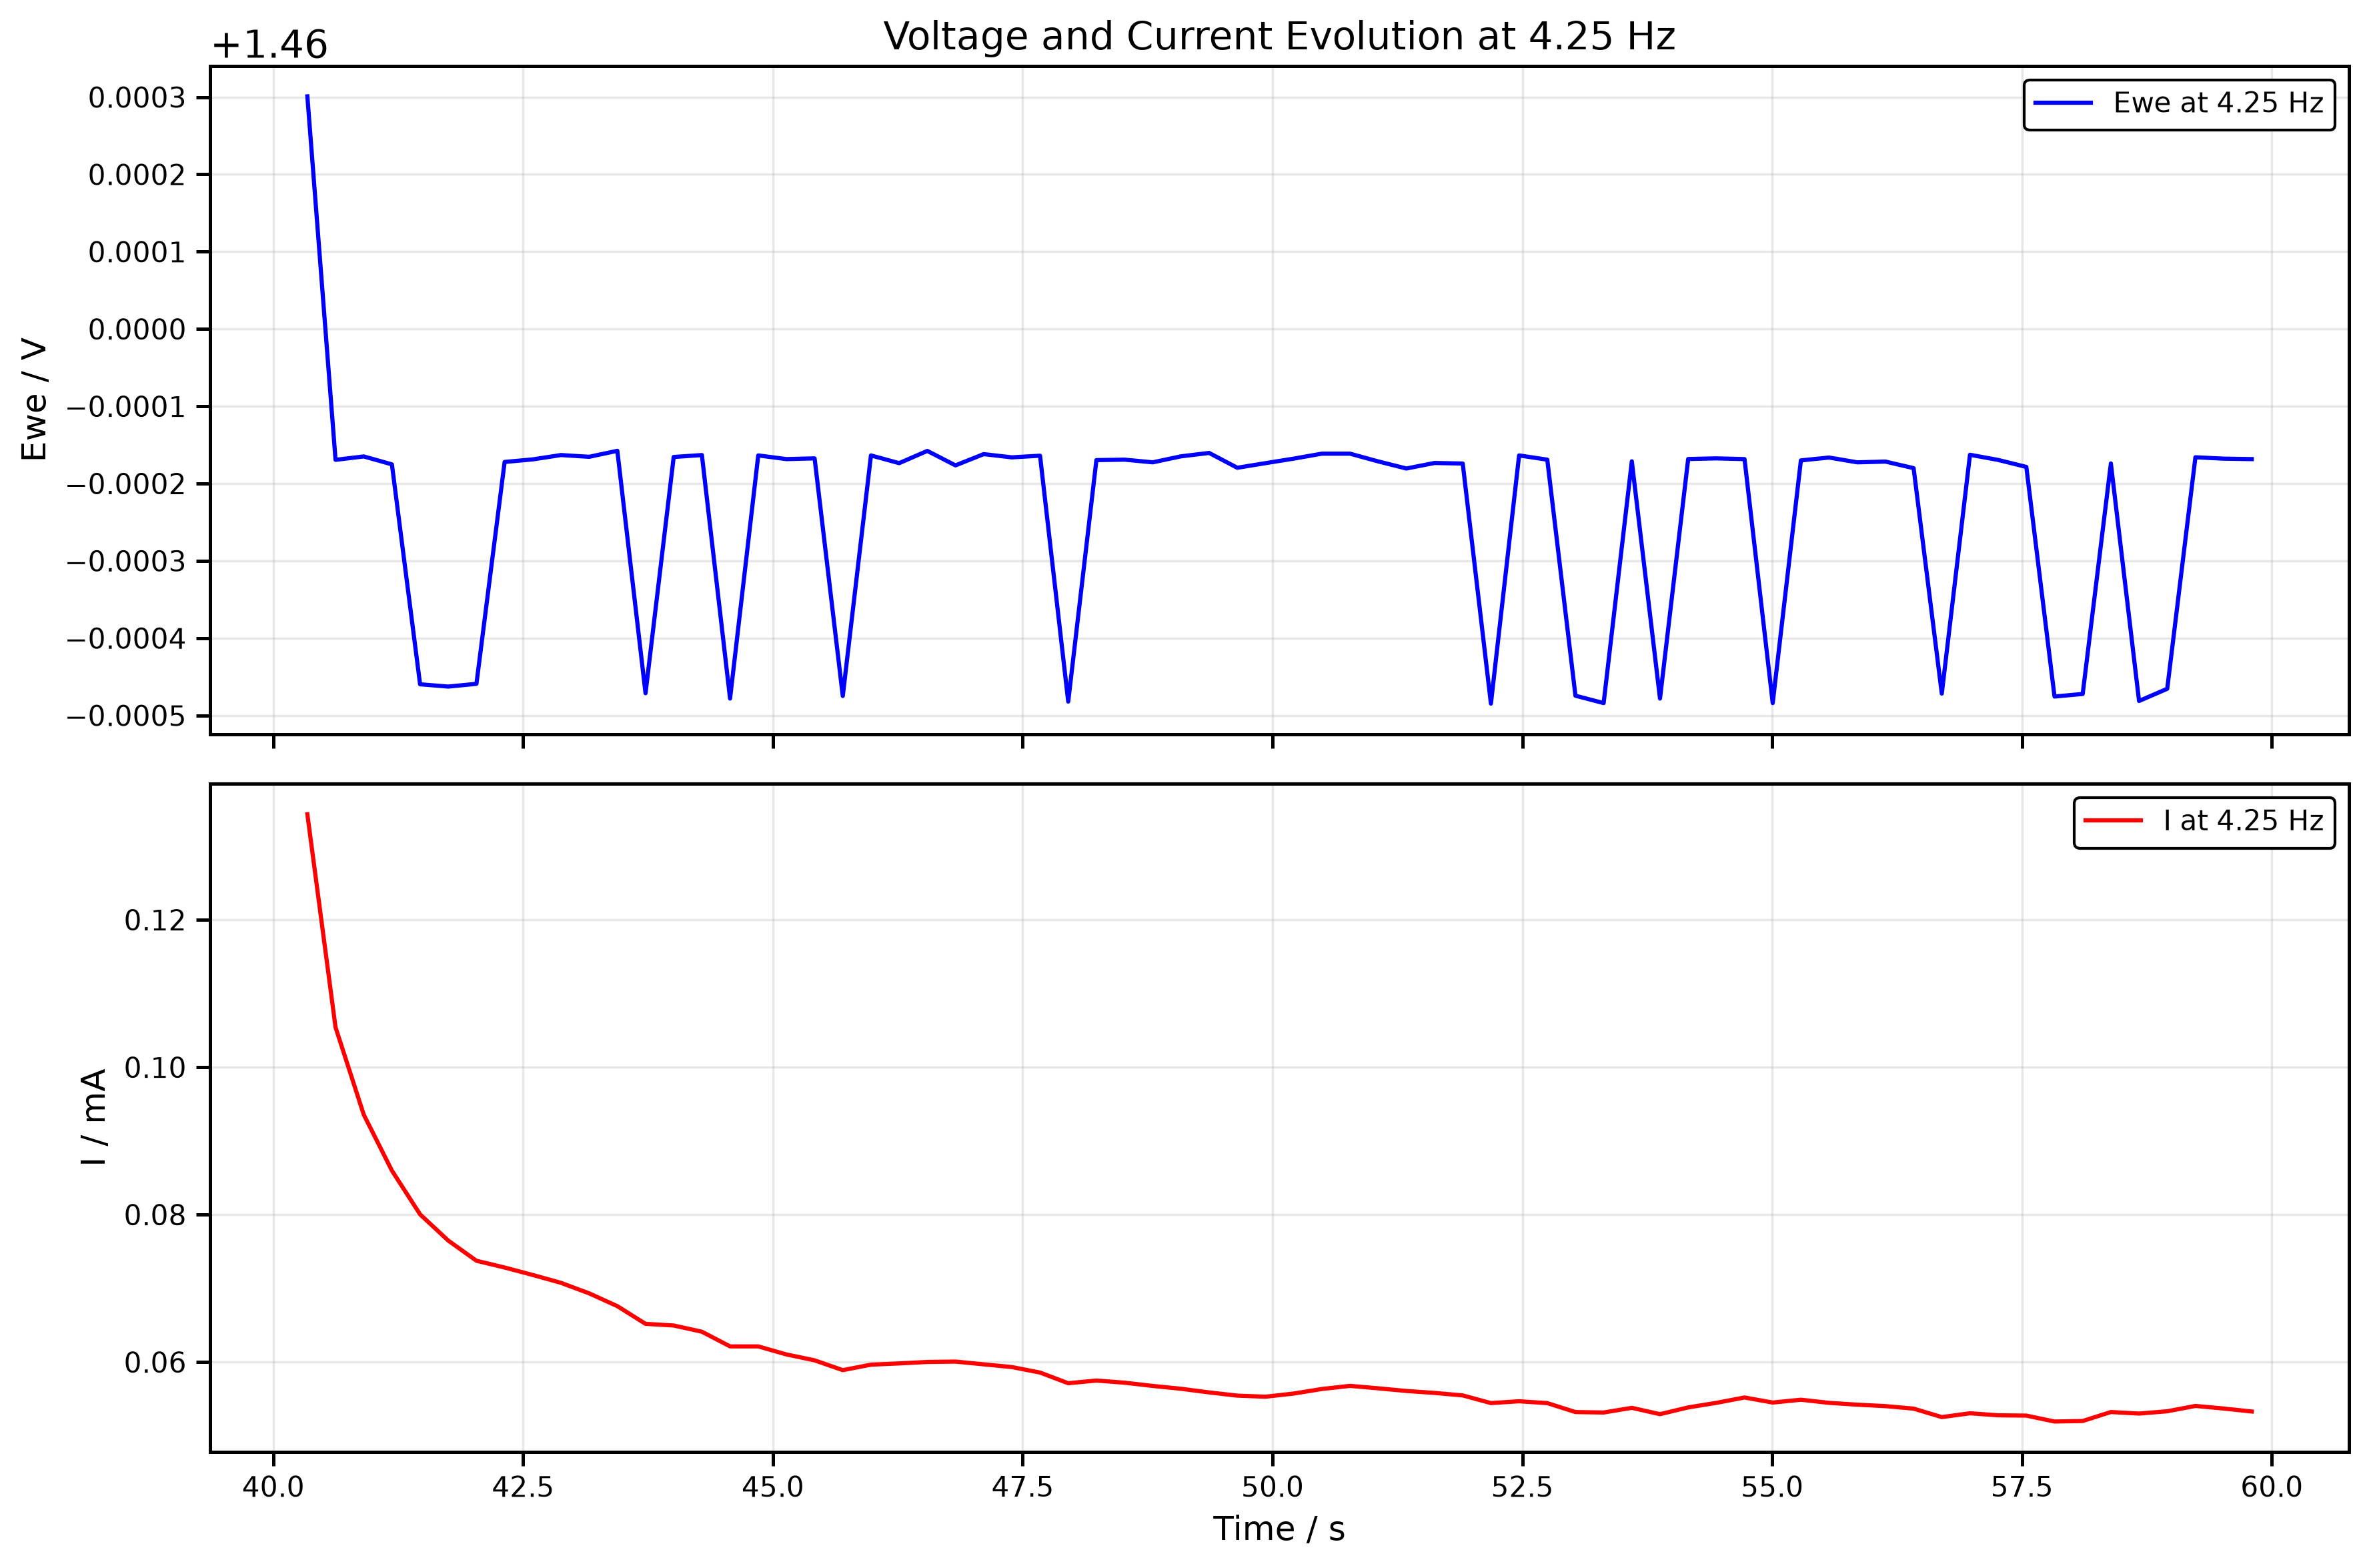 Voltage and Current Evolution at 4.25 Hz
+1.46
Ewe at 4.25 Hz
0.0003
0.0002
0.0001
0.0000
−0.0001
−0.0002
−0.0003
−0.0004
−0.0005
Ewe / V
I at 4.25 Hz
0.12
0.10
0.08
0.06
I / mA
40.0 42.5 45.0 47.5 50.0 52.5 55.0 57.5 60.0
Time / s